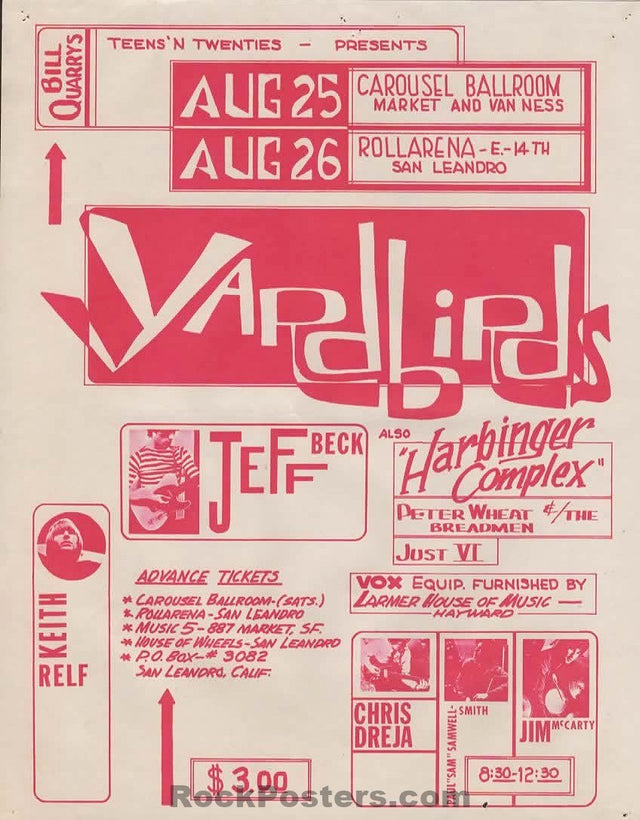 BILL QUARRY'S
TEENS'N TWENTIES – PRESENTS
AUG 25
CAROUSEL BALLROOM
MARKET AND VAN NESS
AUG 26
ROLLARENA - E.-14TH
SAN LEANDRO
YARDBIRDS
JEFF BECK
ALSO
"Harbinger Complex"
PETER WHEAT &/THE
BREADMEN
JUST VI
KEITH
RELF
ADVANCE TICKETS
* CAROUSEL BALLROOM-(SATS.)
* ROLLARENA-SAN LEANDRO
* MUSIC 5-887 MARKET, S.F.
* HOUSE OF WHEELS-SAN LEANDRO
* P.O. BOX-# 3082
SAN LEANDRO, CALIF.
VOX EQUIP. FURNISHED BY
LARMER HOUSE OF MUSIC —
HAYWARD
CHRIS
DREJA
PAUL "SAM" SAMWELL-SMITH
JIM McCARTY
$3.00
8:30-12:30
RockPosters.com